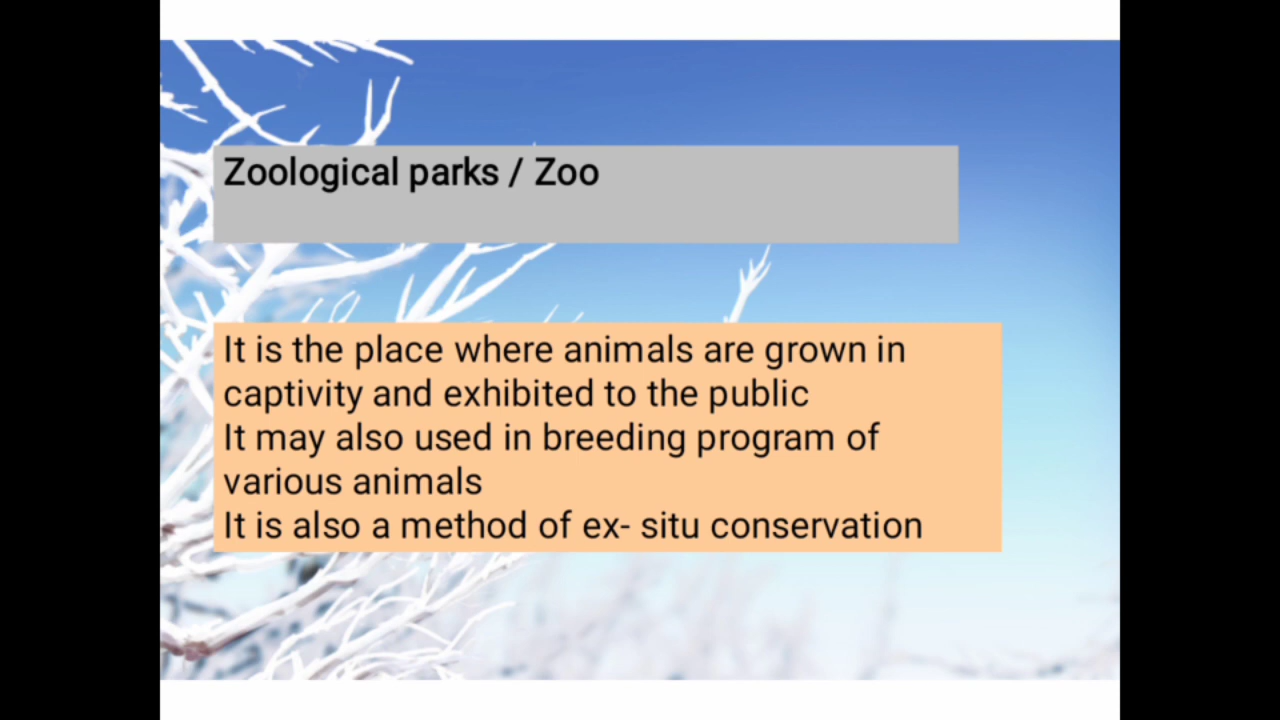 Zoological parks / Zoo
It is the place where animals are grown in
captivity and exhibited to the public
It may also used in breeding program of
various animals
It is also a method of ex- situ conservation